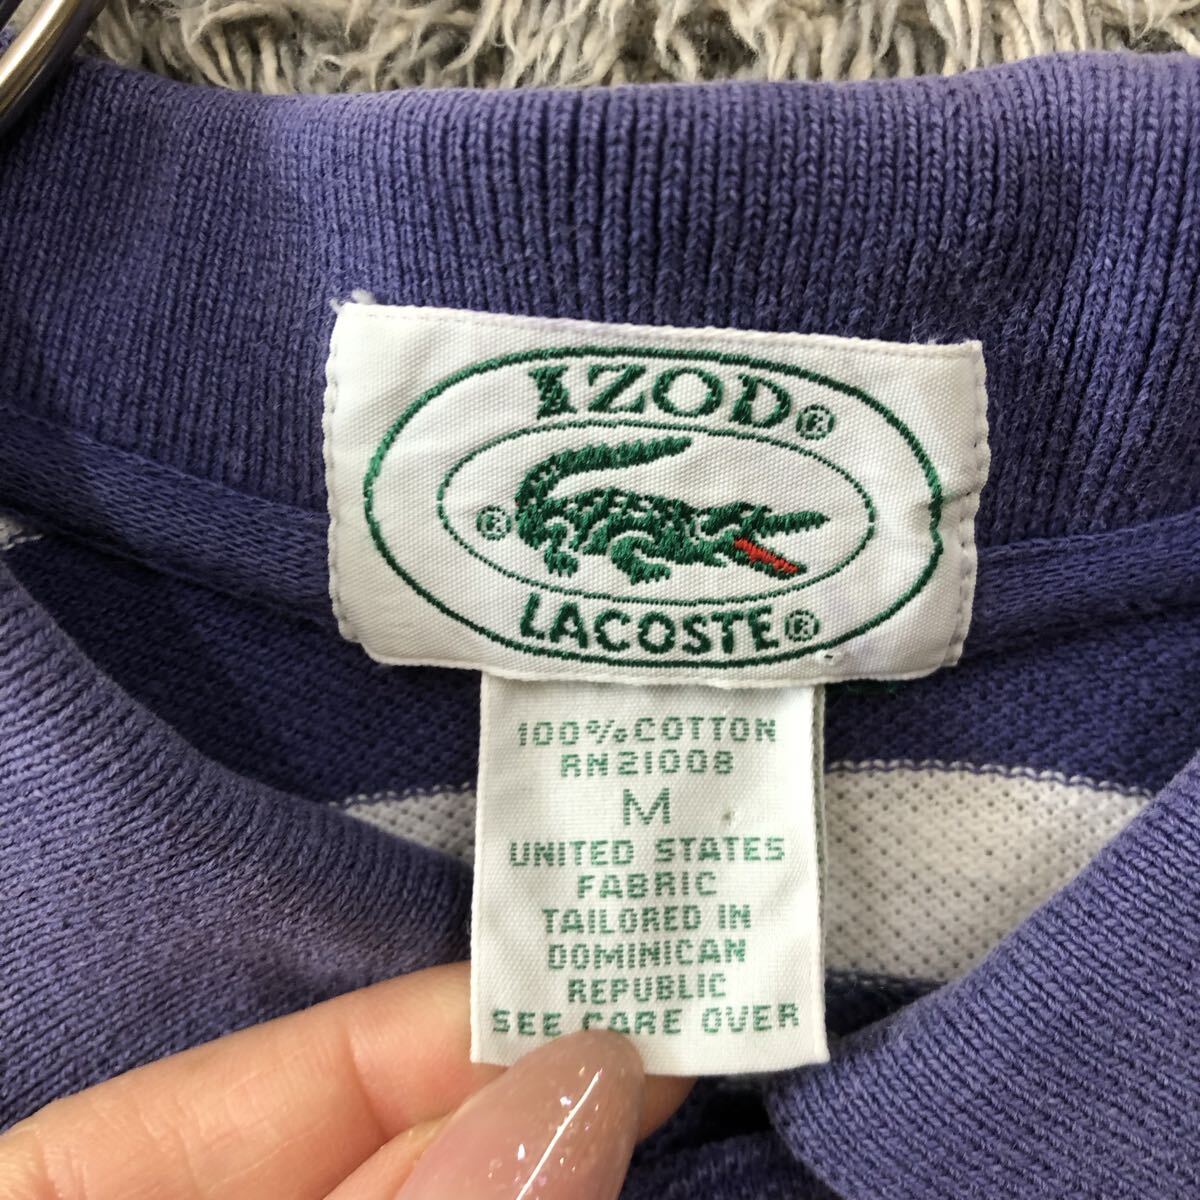 IZOD®
®
LACOSTE®
100%COTTON
RN21008
M
UNITED STATES
FABRIC
TAILORED IN
DOMINICAN
REPUBLIC
SEE CARE OVER